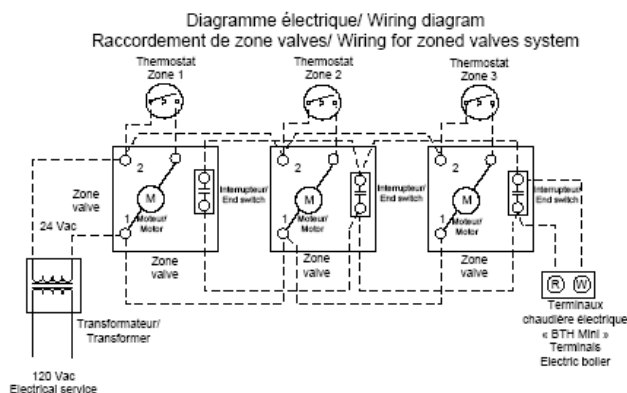 Diagramme électrique/ Wiring diagram
Raccordement de zone valves/ Wiring for zoned valves system
Thermostat
Zone 1
Thermostat
Zone 2
Thermostat
Zone 3
2
Interrupteur/
End switch
M
Moteur/
Motor
1
2
Interrupteur/
End switch
M
Moteur/
Motor
1
2
Interrupteur/
End switch
M
Moteur/
Motor
1
Zone
valve
24 Vac
Zone
valve
Zone
valve
Zone
valve
R W
Transformateur/
Transformer
Terminaux
chaudière électrique
« BTH Mini »
Terminals
Electric boiler
120 Vac
Electrical service